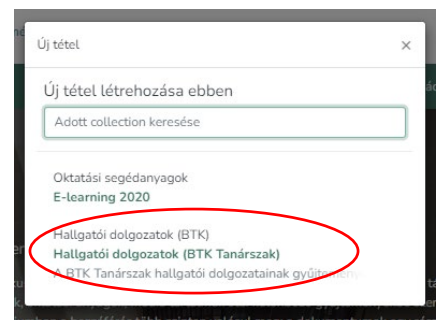 Új tétel
×
Új tétel létrehozása ebben
Adott collection keresése
Oktatási segédanyagok
E-learning 2020
Hallgatói dolgozatok (BTK)
Hallgatói dolgozatok (BTK Tanárszak)
A BTK Tanárszak hallgatói dolgozatainak gyűjtemény